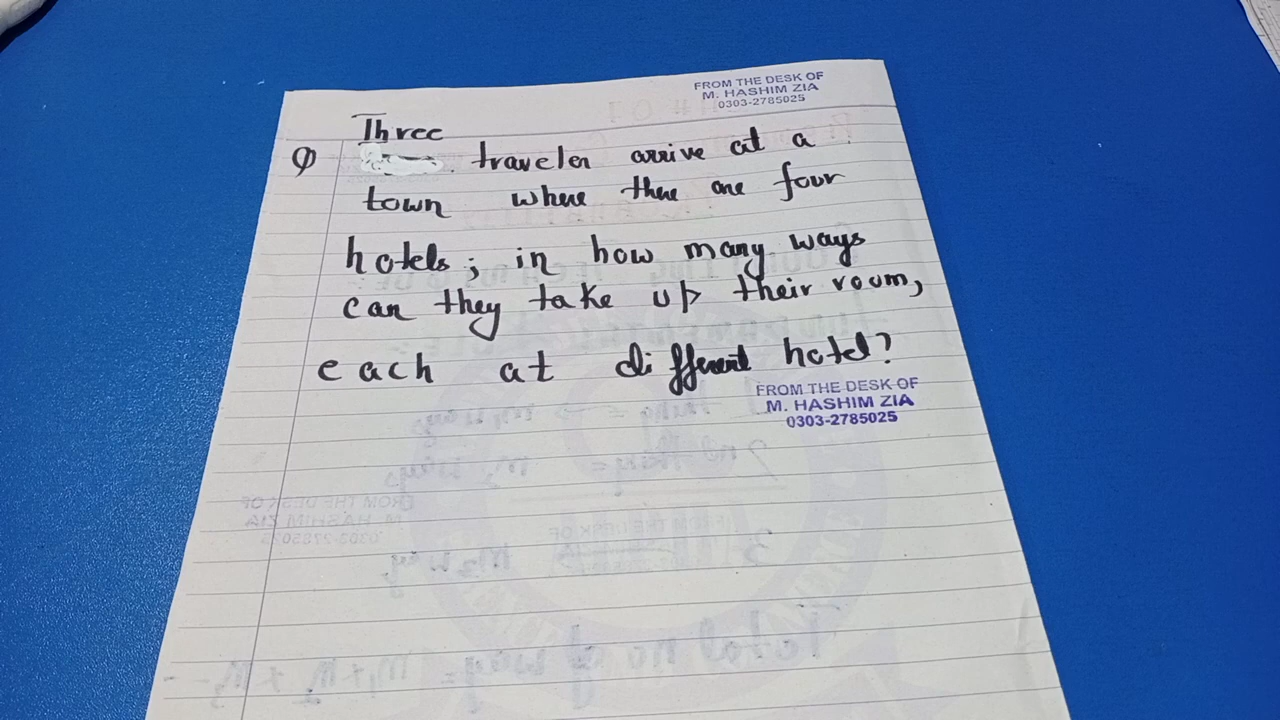 FROM THE DESK OF
M. HASHIM ZIA
0303-2785025
Three
Q traveler arrive at a
town where there are four
hotels; in how many ways
can they take up their room,
each at different hotel?
FROM THE DESK OF
M. HASHIM ZIA
0303-2785025